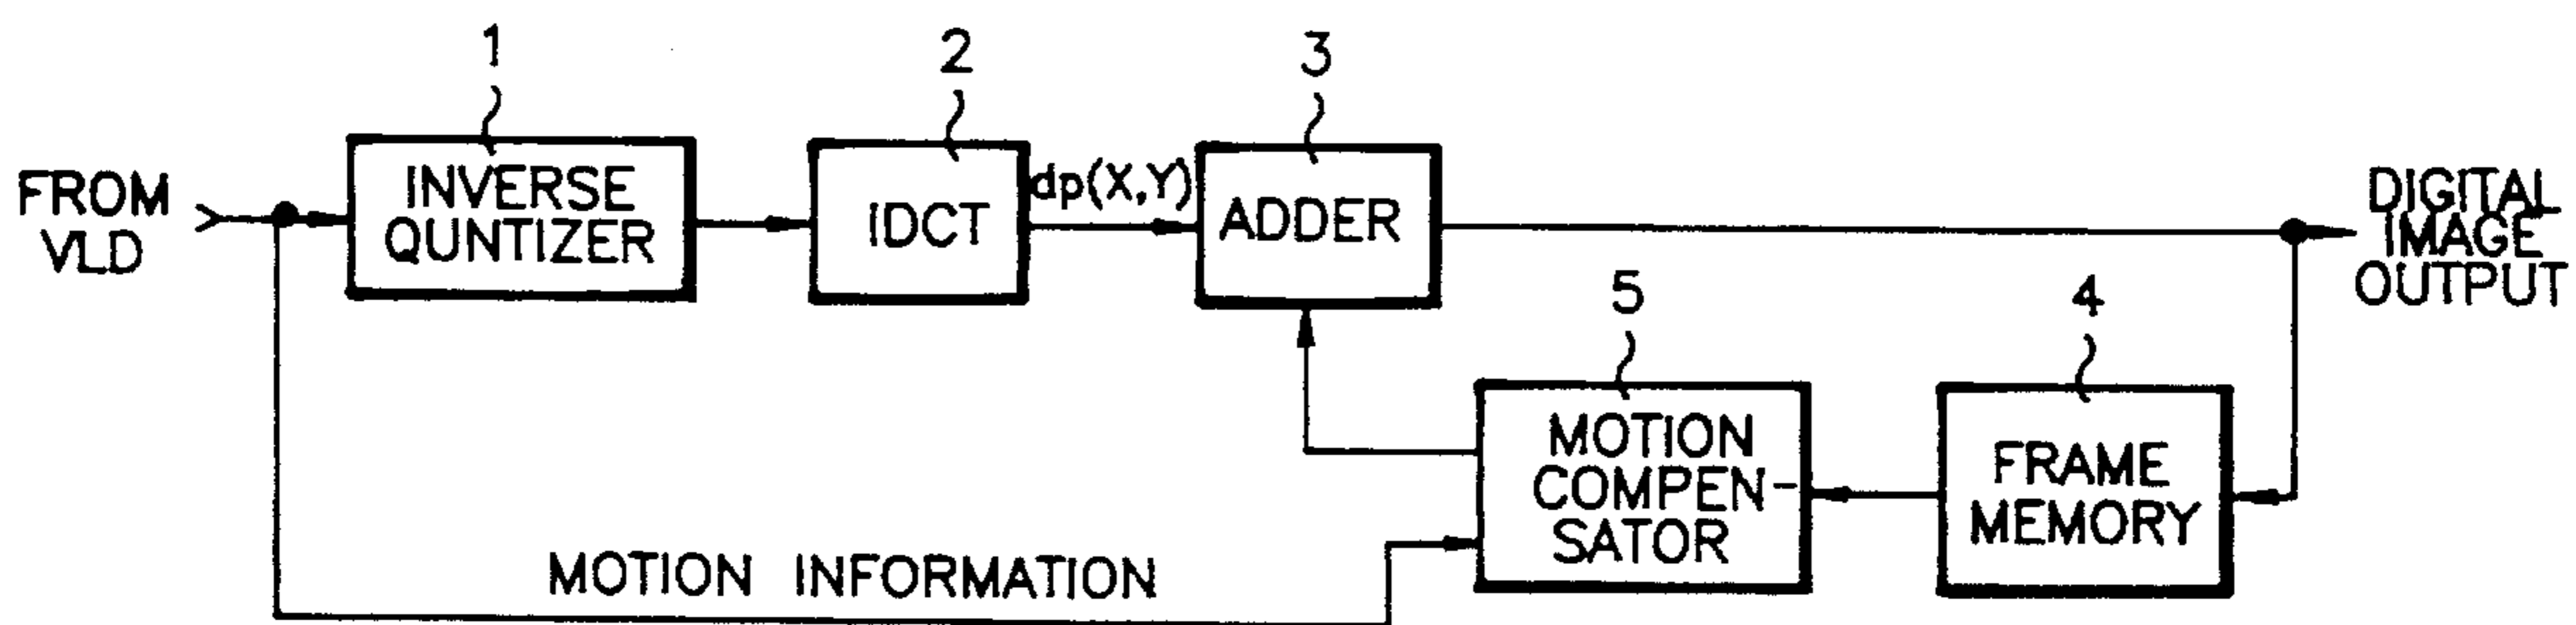 1
2
3
FROM
VLD
INVERSE
QUNTIZER
IDCT
dp(X,Y)
ADDER
DIGITAL
IMAGE
OUTPUT
5
4
MOTION
COMPEN-
SATOR
FRAME
MEMORY
MOTION INFORMATION